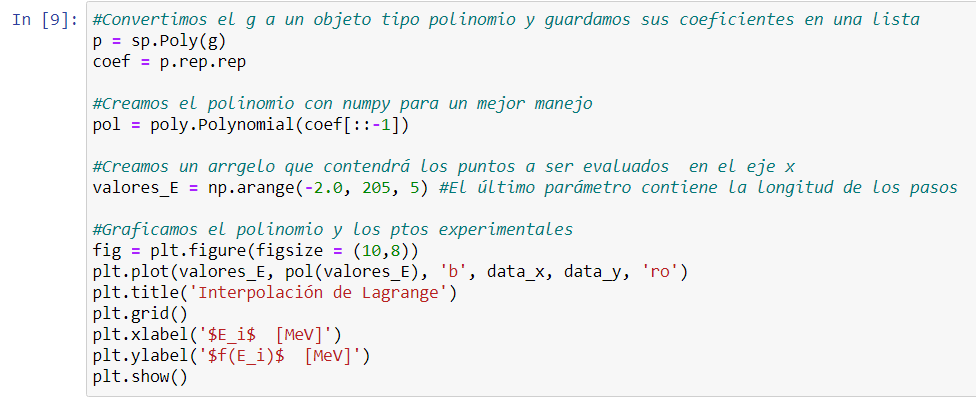 In [9]: #Convertimos el g a un objeto tipo polinomio y guardamos sus coeficientes en una lista
p = sp.Poly(g)
coef = p.rep.rep
#Creamos el polinomio con numpy para un mejor manejo
pol = poly.Polynomial(coef[::-1])
#Creamos un arrgelo que contendrá los puntos a ser evaluados  en el eje x
valores_E = np.arange(-2.0, 205, 5) #El último parámetro contiene la longitud de los pasos
#Graficamos el polinomio y los ptos experimentales
fig = plt.figure(figsize = (10,8))
plt.plot(valores_E, pol(valores_E), 'b', data_x, data_y, 'ro')
plt.title('Interpolación de Lagrange')
plt.grid()
plt.xlabel('$E_i$  [MeV]')
plt.ylabel('$f(E_i)$  [MeV]')
plt.show()